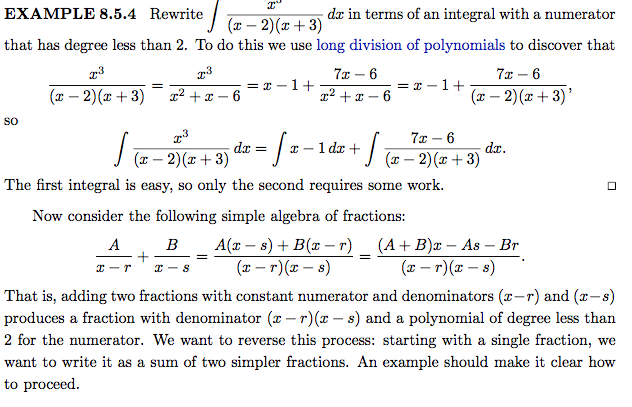 EXAMPLE 8.5.4 Rewrite ∫ x³/((x − 2)(x + 3)) dx in terms of an integral with a numerator
that has degree less than 2. To do this we use long division of polynomials to discover that
x³/((x − 2)(x + 3)) = x³/(x² + x − 6) = x − 1 + (7x − 6)/(x² + x − 6) = x − 1 + (7x − 6)/((x − 2)(x + 3)),
so
∫ x³/((x − 2)(x + 3)) dx = ∫ x − 1 dx + ∫ (7x − 6)/((x − 2)(x + 3)) dx.
The first integral is easy, so only the second requires some work. □
Now consider the following simple algebra of fractions:
A/(x − r) + B/(x − s) = (A(x − s) + B(x − r))/((x − r)(x − s)) = ((A + B)x − As − Br)/((x − r)(x − s)).
That is, adding two fractions with constant numerator and denominators (x−r) and (x−s)
produces a fraction with denominator (x − r)(x − s) and a polynomial of degree less than
2 for the numerator. We want to reverse this process: starting with a single fraction, we
want to write it as a sum of two simpler fractions. An example should make it clear how
to proceed.